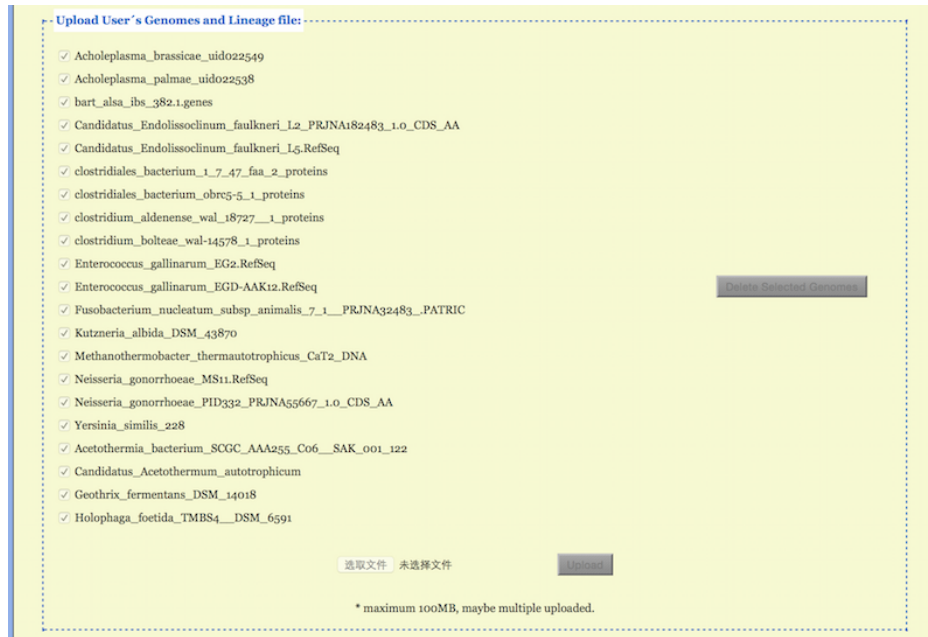 Upload User´s Genomes and Lineage file:
Acholeplasma_brassicae_uid022549
Acholeplasma_palmae_uid022538
bart_alsa_ibs_382.1.genes
Candidatus_Endolissoclinum_faulkneri_L2_PRJNA182483_1.0_CDS_AA
Candidatus_Endolissoclinum_faulkneri_L5.RefSeq
clostridiales_bacterium_1_7_47_faa_2_proteins
clostridiales_bacterium_obrc5-5_1_proteins
clostridium_aldenense_wal_18727__1_proteins
clostridium_bolteae_wal-14578_1_proteins
Enterococcus_gallinarum_EG2.RefSeq
Enterococcus_gallinarum_EGD-AAK12.RefSeq
Delete Selected Genomes
Fusobacterium_nucleatum_subsp_animalis_7_1__PRJNA32483_.PATRIC
Kutzneria_albida_DSM_43870
Methanothermobacter_thermautotrophicus_CaT2_DNA
Neisseria_gonorrhoeae_MS11.RefSeq
Neisseria_gonorrhoeae_PID332_PRJNA55667_1.0_CDS_AA
Yersinia_similis_228
Acetothermia_bacterium_SCGC_AAA255_C06__SAK_001_122
Candidatus_Acetothermum_autotrophicum
Geothrix_fermentans_DSM_14018
Holophaga_foetida_TMBS4__DSM_6591
选取文件 未选择文件 Upload
* maximum 100MB, maybe multiple uploaded.